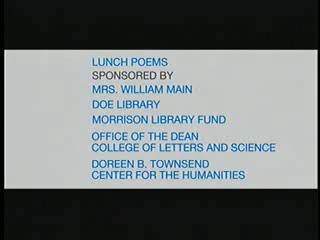 LUNCH POEMS
SPONSORED BY
MRS. WILLIAM MAIN
DOE LIBRARY
MORRISON LIBRARY FUND
OFFICE OF THE DEAN
COLLEGE OF LETTERS AND SCIENCE
DOREEN B. TOWNSEND
CENTER FOR THE HUMANITIES